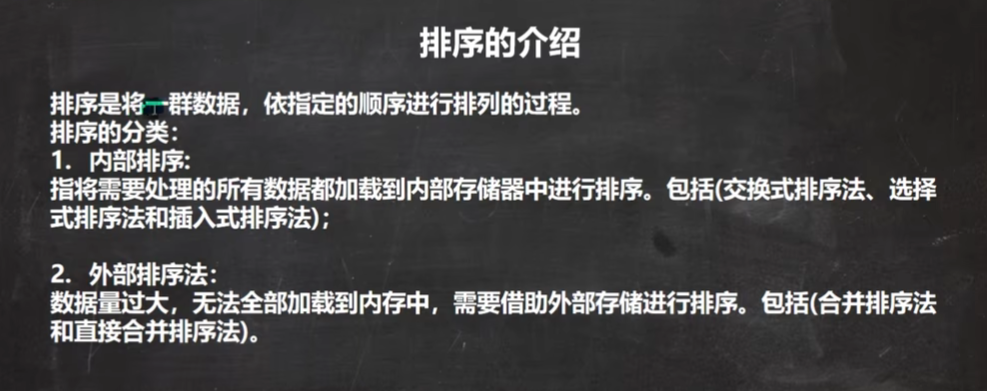 排序的介绍
排序是将一群数据，依指定的顺序进行排列的过程。
排序的分类：
1. 内部排序:
指将需要处理的所有数据都加载到内部存储器中进行排序。包括(交换式排序法、选择
式排序法和插入式排序法)；
2. 外部排序法：
数据量过大，无法全部加载到内存中，需要借助外部存储进行排序。包括(合并排序法
和直接合并排序法)。